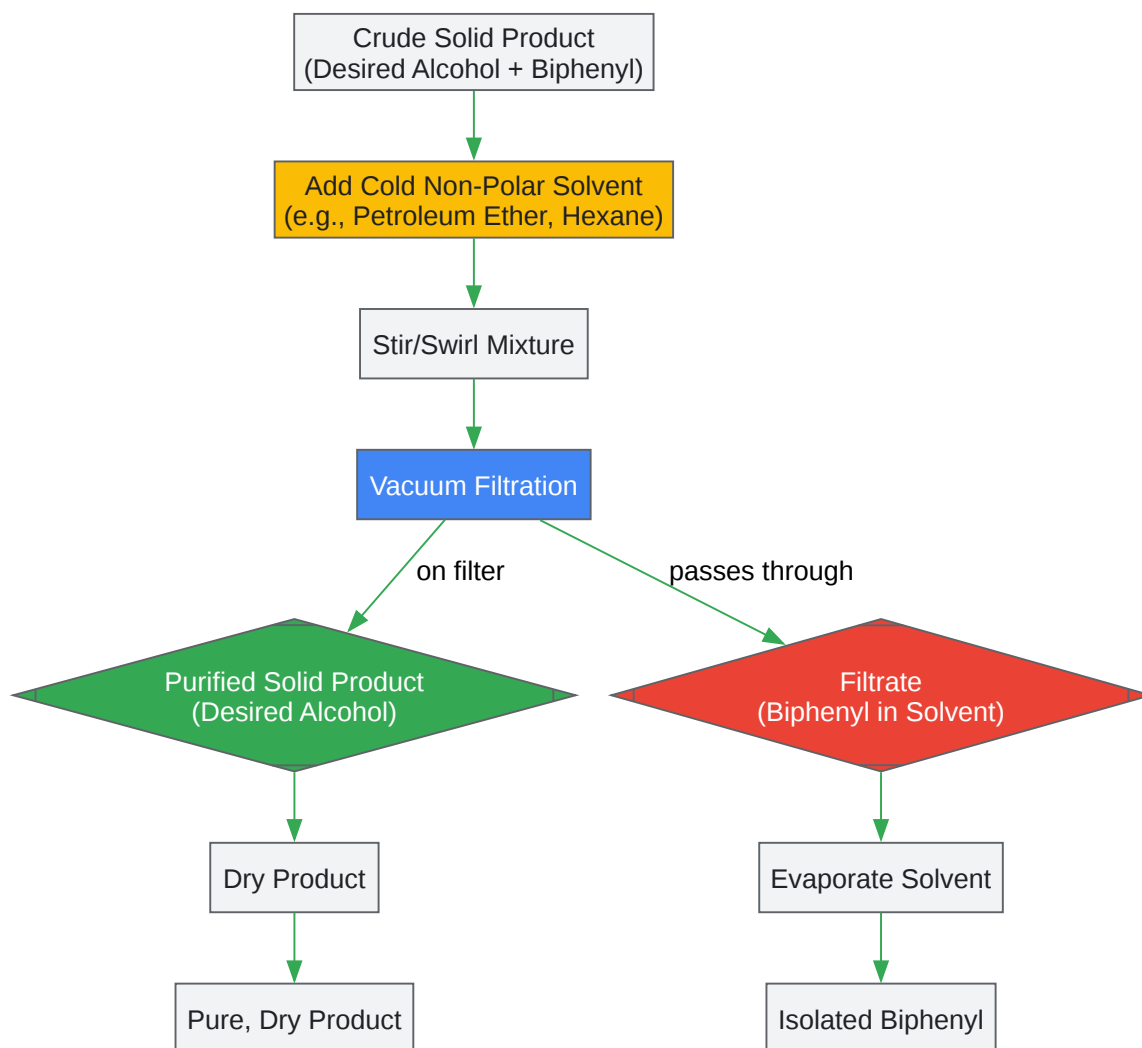 Crude Solid Product
(Desired Alcohol + Biphenyl)
Add Cold Non-Polar Solvent
(e.g., Petroleum Ether, Hexane)
Stir/Swirl Mixture
Vacuum Filtration
on filter
passes through
Purified Solid Product
(Desired Alcohol)
Filtrate
(Biphenyl in Solvent)
Dry Product
Evaporate Solvent
Pure, Dry Product
Isolated Biphenyl